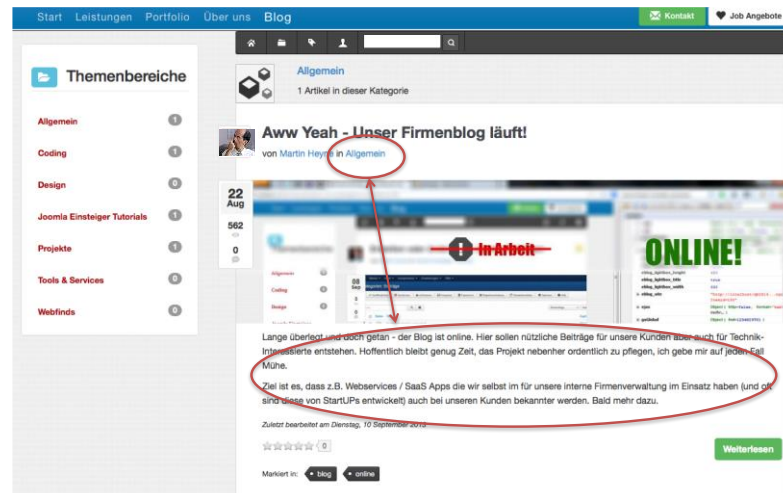 Start Leistungen Portfolio Über uns Blog
Kontakt
Job Angebote
Themenbereiche
Allgemein 1
Coding 1
Design 0
Joomla Einsteiger Tutorials 1
Projekte 1
Tools & Services 0
Webfinds 0
Allgemein
1 Artikel in dieser Kategorie
Aww Yeah - Unser Firmenblog läuft!
von Martin Heyne in Allgemein
22
Aug
562
0
In Arbeit
ONLINE!
Lange überlegt und doch getan - der Blog ist online. Hier sollen nützliche Beiträge für unsere Kunden aber auch für Technik-
Interessierte entstehen. Hoffentlich bleibt genug Zeit, das Projekt nebenher ordentlich zu pflegen, ich gebe mir auf jeden Fall
Mühe.
Ziel ist es, dass z.B. Webservices / SaaS Apps die wir selbst im für unsere interne Firmenverwaltung im Einsatz haben (und oft
sind diese von StartUPs entwickelt) auch bei unseren Kunden bekannter werden. Bald mehr dazu.
Zuletzt bearbeitet am Dienstag, 10 September 2013
0
Weiterlesen
Markiert in: blog online